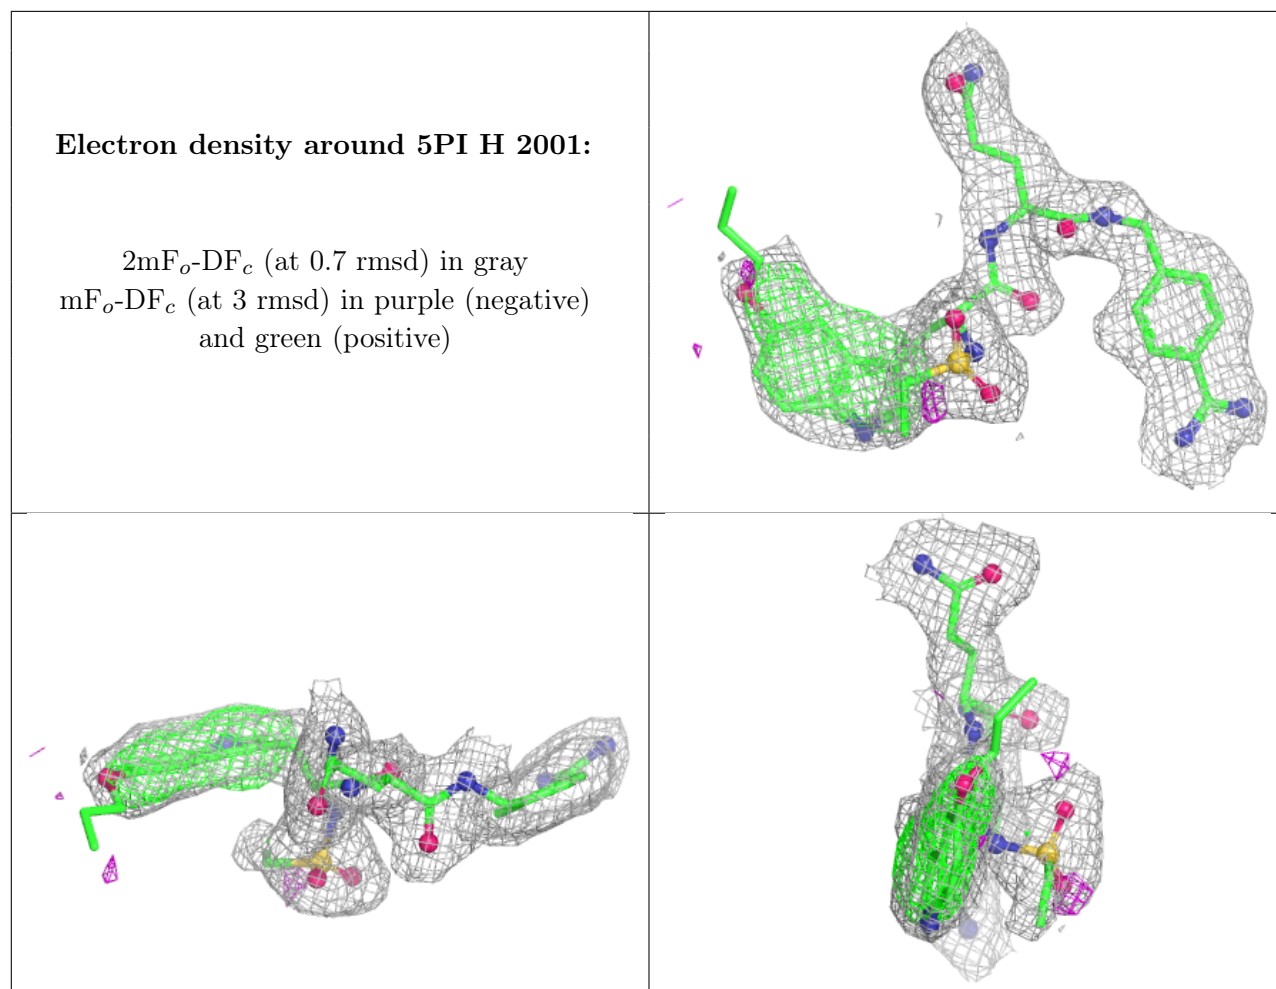 Electron density around 5PI H 2001:
2mFo-DFc (at 0.7 rmsd) in gray
mFo-DFc (at 3 rmsd) in purple (negative)
and green (positive)